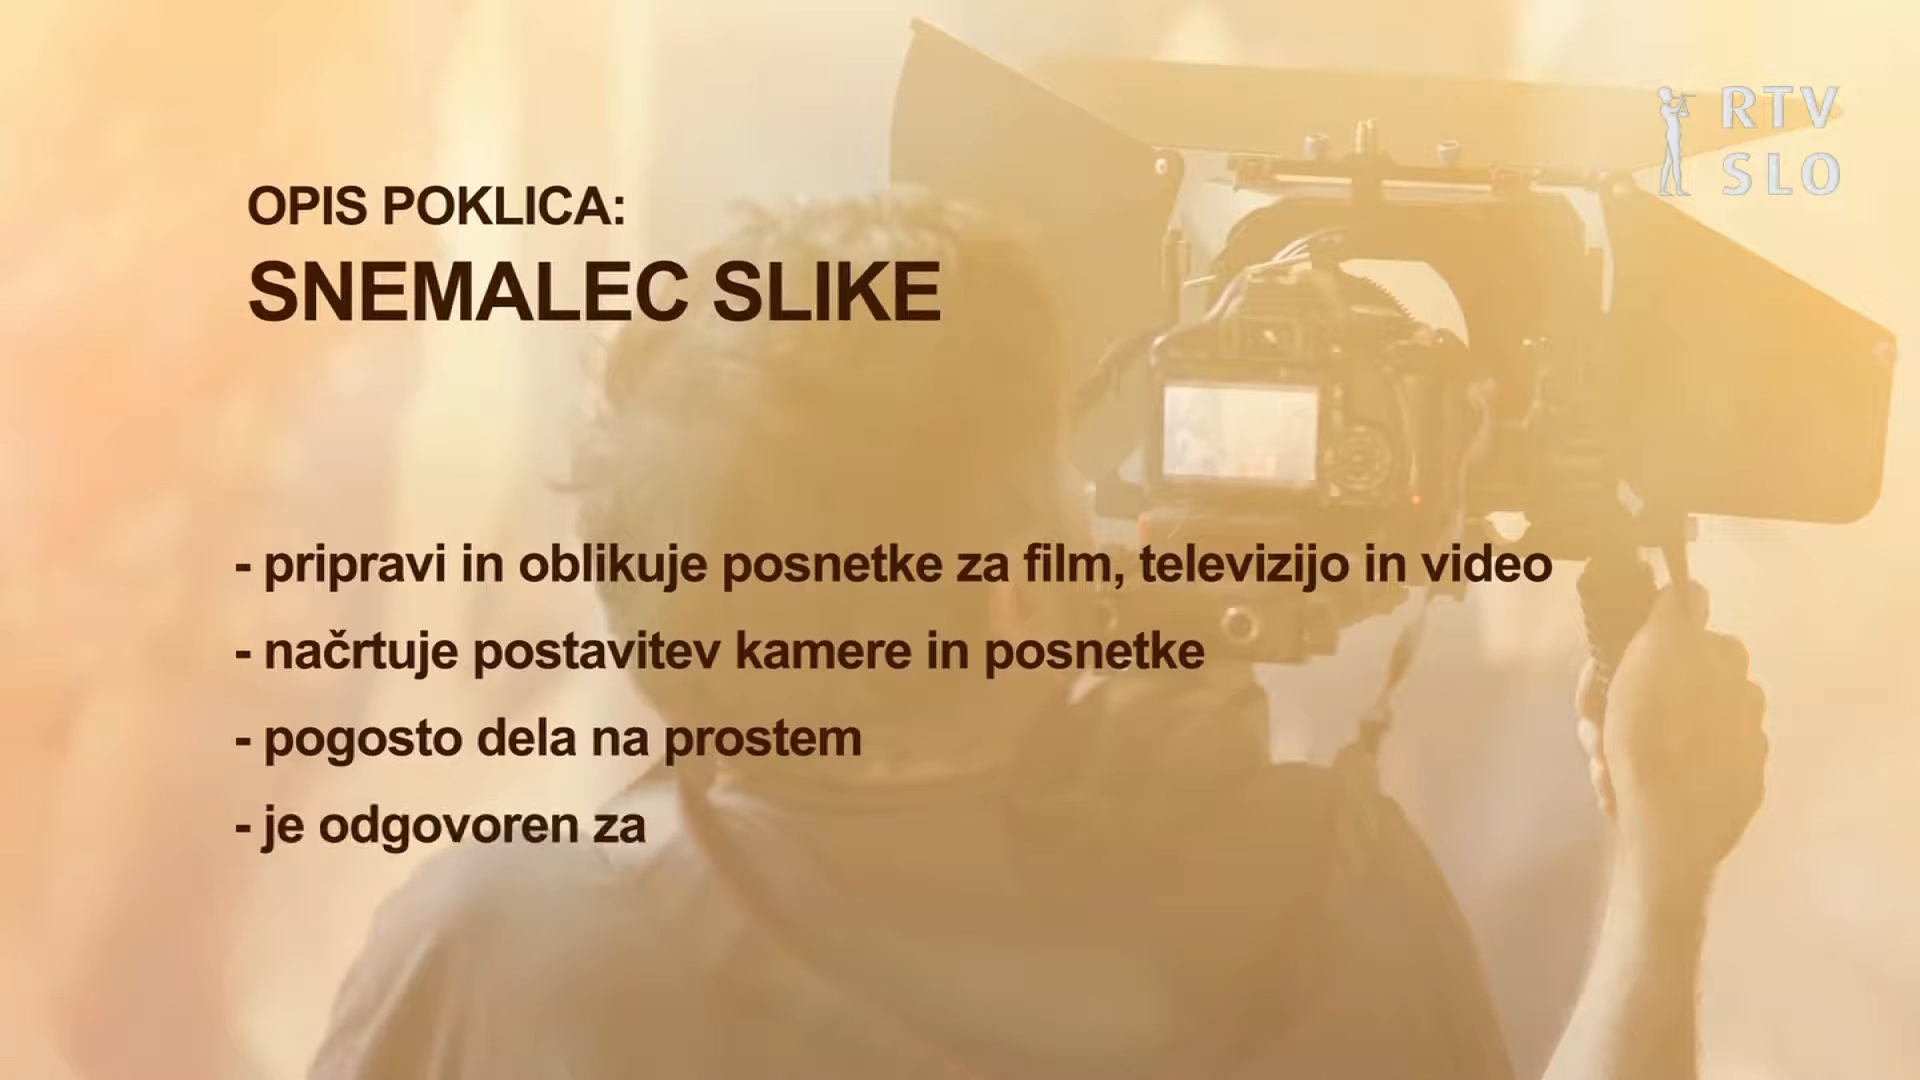 RTV
SLO
OPIS POKLICA:
SNEMALEC SLIKE
- pripravi in oblikuje posnetke za film, televizijo in video
- načrtuje postavitev kamere in posnetke
- pogosto dela na prostem
- je odgovoren za